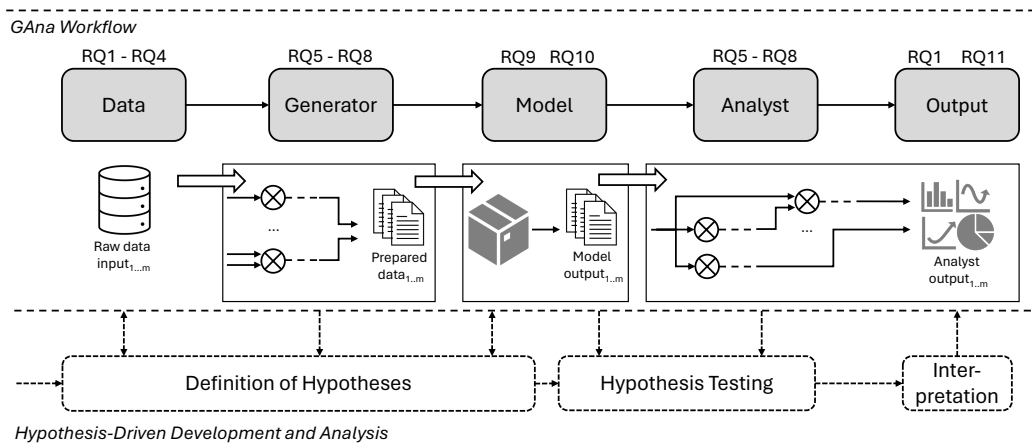 GAna Workflow
RQ1 - RQ4
RQ5 - RQ8
RQ9 RQ10
RQ5 - RQ8
RQ1 RQ11
Data
Generator
Model
Analyst
Output
Raw data
input1...m
...
Prepared
data1..m
Model
output1..m
...
Analyst
output1..m
Definition of Hypotheses
Hypothesis Testing
Inter-
pretation
Hypothesis-Driven Development and Analysis